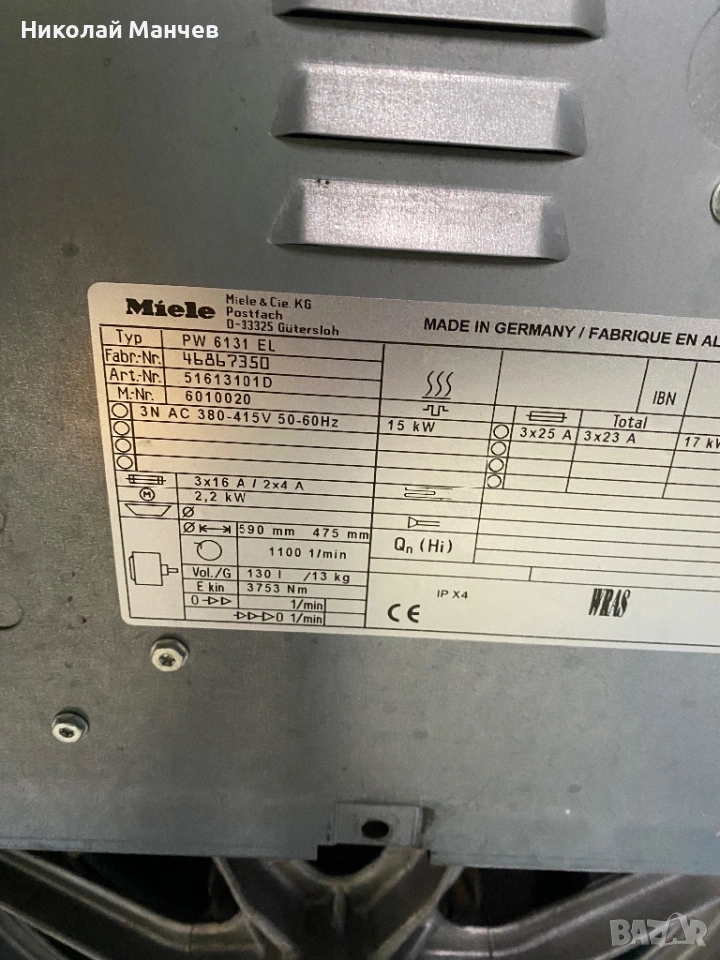 Николай Манчев
Miele
Miele & Cie. KG
Postfach
D-33325 Gütersloh
MADE IN GERMANY / FABRIQUE EN AL
Typ PW 6131 EL
Fabr.-Nr. 46867350
Art.-Nr. 51613101D
M.-Nr. 6010020
3N AC 380-415V 50-60Hz
15 kW
IBN
Total
3x25 A 3x23 A 17 kW
3x16 A / 2x4 A
M 2,2 kW
Ø
Ø 590 mm 475 mm
1100 1/min
Vol./G 130 l /13 kg
E kin 3753 Nm
0 1/min
0 1/min
Qn (Hi)
IP X4
CE
WRAS
BAZAR